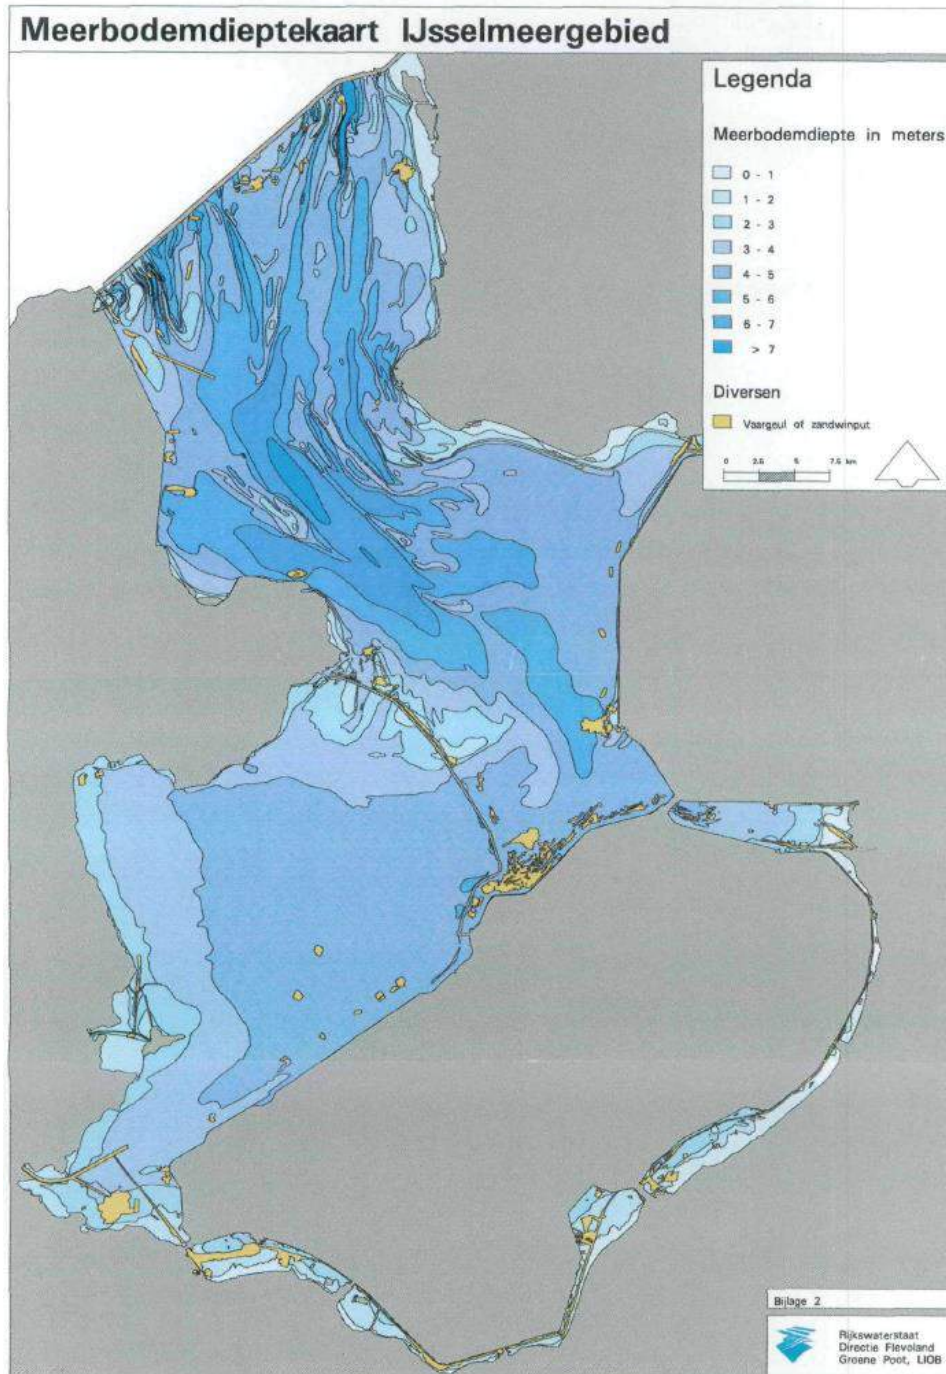 Meerbodemdieptekaart IJsselmeergebied
Legenda
Meerbodemdiepte in meters
0 - 1
1 - 2
2 - 3
3 - 4
4 - 5
5 - 6
6 - 7
> 7
Diversen
Vaargeul of zandwinput
0 2.5 5 7.5 km
Bijlage 2
Rijkswaterstaat
Directie Flevoland
Groene Poot, LIOB